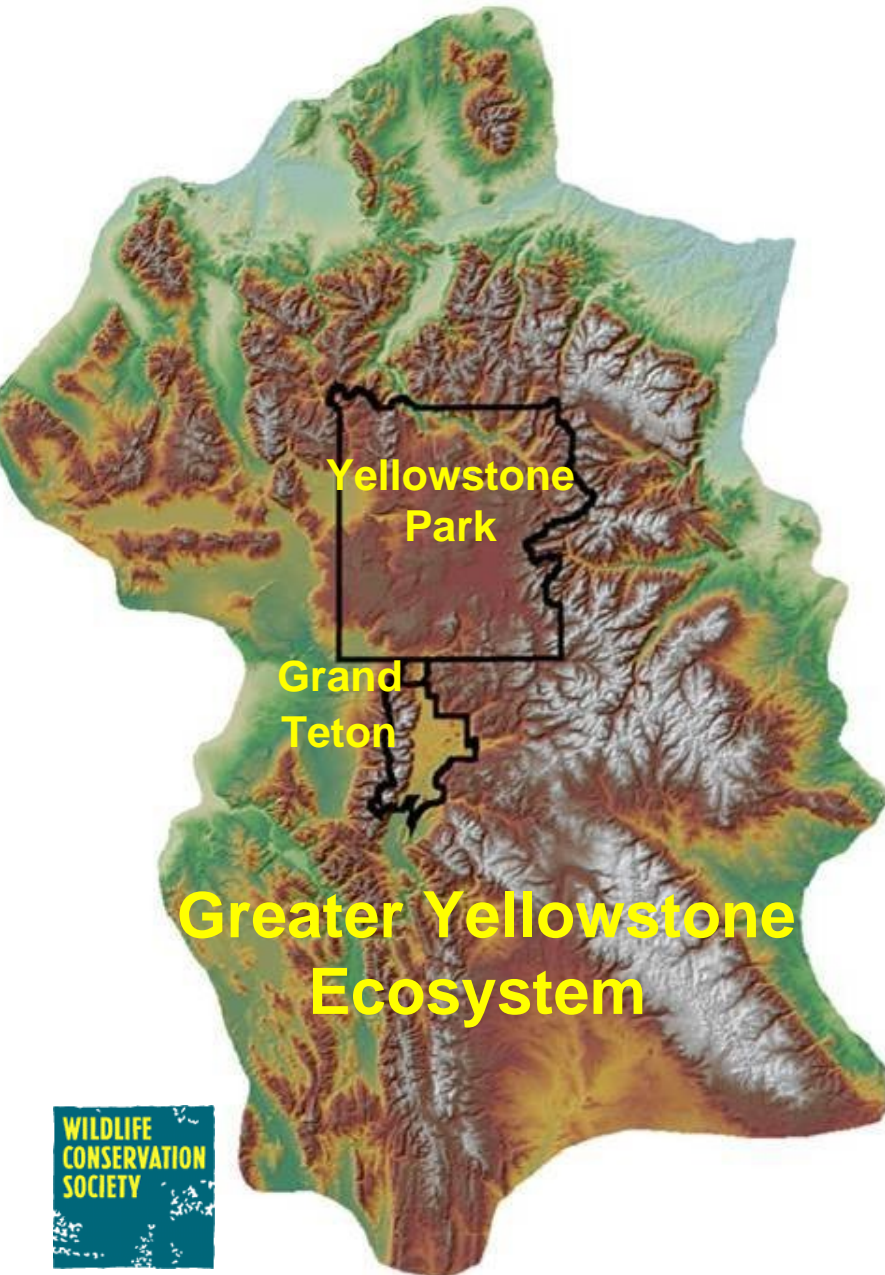 Yellowstone
Park
Grand
Teton
Greater Yellowstone
Ecosystem
WILDLIFE
CONSERVATION
SOCIETY